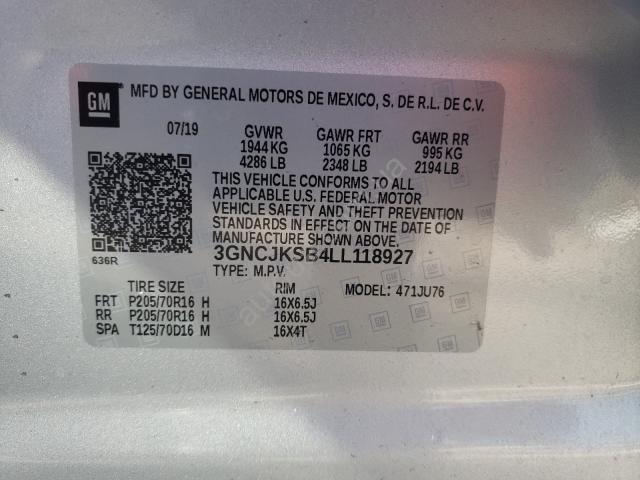 GM
MFD BY GENERAL MOTORS DE MEXICO, S. DE R.L. DE C.V.
07/19 GVWR GAWR FRT GAWR RR
1944 KG 1065 KG 995 KG
4286 LB 2348 LB 2194 LB
THIS VEHICLE CONFORMS TO ALL
APPLICABLE U.S. FEDERAL MOTOR
VEHICLE SAFETY AND THEFT PREVENTION
STANDARDS IN EFFECT ON THE DATE OF
MANUFACTURE SHOWN ABOVE.
636R
3GNCJKSB4LL118927
TYPE: M.P.V.
TIRE SIZE RIM MODEL: 471JU76
FRT P205/70R16 H 16X6.5J
RR P205/70R16 H 16X6.5J
SPA T125/70D16 M 16X4T